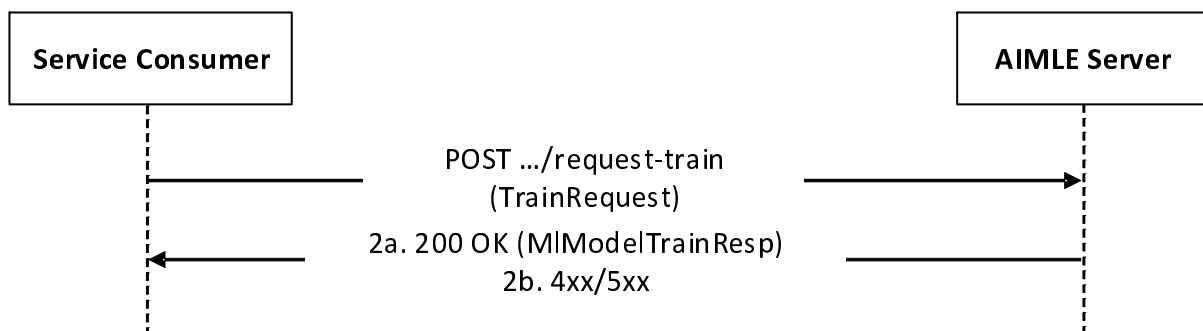 Service Consumer
AIMLE Server
POST .../request-train
(TrainRequest)
2a. 200 OK (MlModelTrainResp)
2b. 4xx/5xx